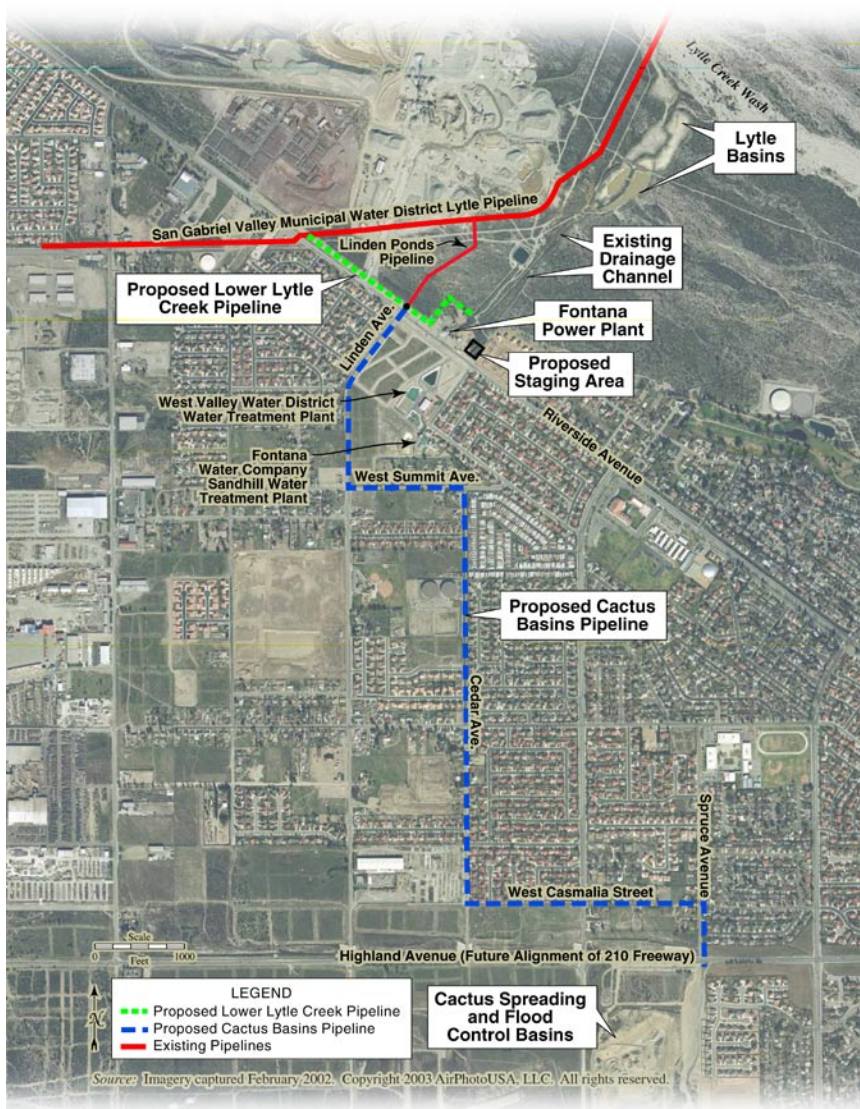 Lytle Creek Wash
Lytle
Basins
San Gabriel Valley Municipal Water District Lytle Pipeline
Linden Ponds
Pipeline
Existing
Drainage
Channel
Proposed Lower Lytle
Creek Pipeline
Fontana
Power Plant
Linden Ave.
Proposed
Staging Area
West Valley Water District
Water Treatment Plant
Riverside Avenue
Fontana
Water Company
Sandhill Water
Treatment Plant
West Summit Ave.
Proposed Cactus
Basins Pipeline
Cedar Ave.
Spruce Avenue
West Casmalia Street
Scale
0 1000
Feet
Highland Avenue (Future Alignment of 210 Freeway)
LEGEND
Proposed Lower Lytle Creek Pipeline
Proposed Cactus Basins Pipeline
Existing Pipelines
N
Cactus Spreading
and Flood
Control Basins
Source: Imagery captured February 2002. Copyright 2003 AirPhotoUSA, LLC. All rights reserved.